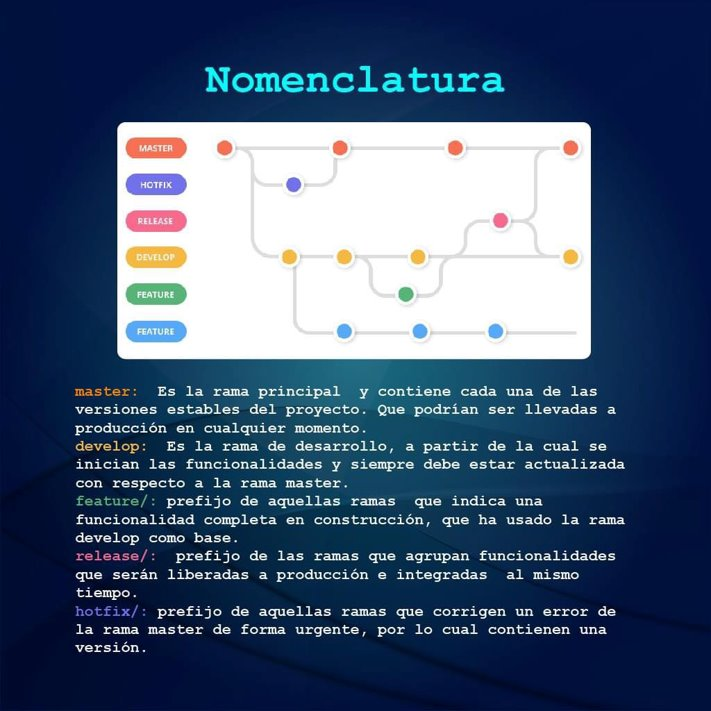 Nomenclatura
MASTER
HOTFIX
RELEASE
DEVELOP
FEATURE
FEATURE
master: Es la rama principal y contiene cada una de las
versiones estables del proyecto. Que podrían ser llevadas a
producción en cualquier momento.
develop: Es la rama de desarrollo, a partir de la cual se
inician las funcionalidades y siempre debe estar actualizada
con respecto a la rama master.
feature/: prefijo de aquellas ramas que indica una
funcionalidad completa en construcción, que ha usado la rama
develop como base.
release/: prefijo de las ramas que agrupan funcionalidades
que serán liberadas a producción e integradas al mismo
tiempo.
hotfix/: prefijo de aquellas ramas que corrigen un error de
la rama master de forma urgente, por lo cual contienen una
versión.